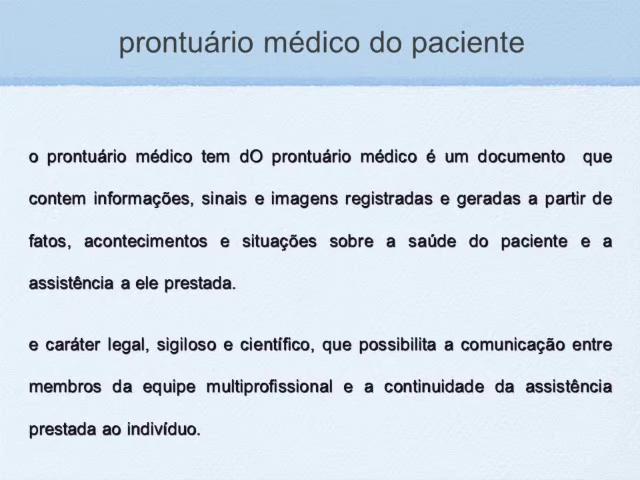 prontuário médico do paciente
o prontuário médico tem dO prontuário médico é um documento que
contem informações, sinais e imagens registradas e geradas a partir de
fatos, acontecimentos e situações sobre a saúde do paciente e a
assistência a ele prestada.
e caráter legal, sigiloso e científico, que possibilita a comunicação entre
membros da equipe multiprofissional e a continuidade da assistência
prestada ao indivíduo.